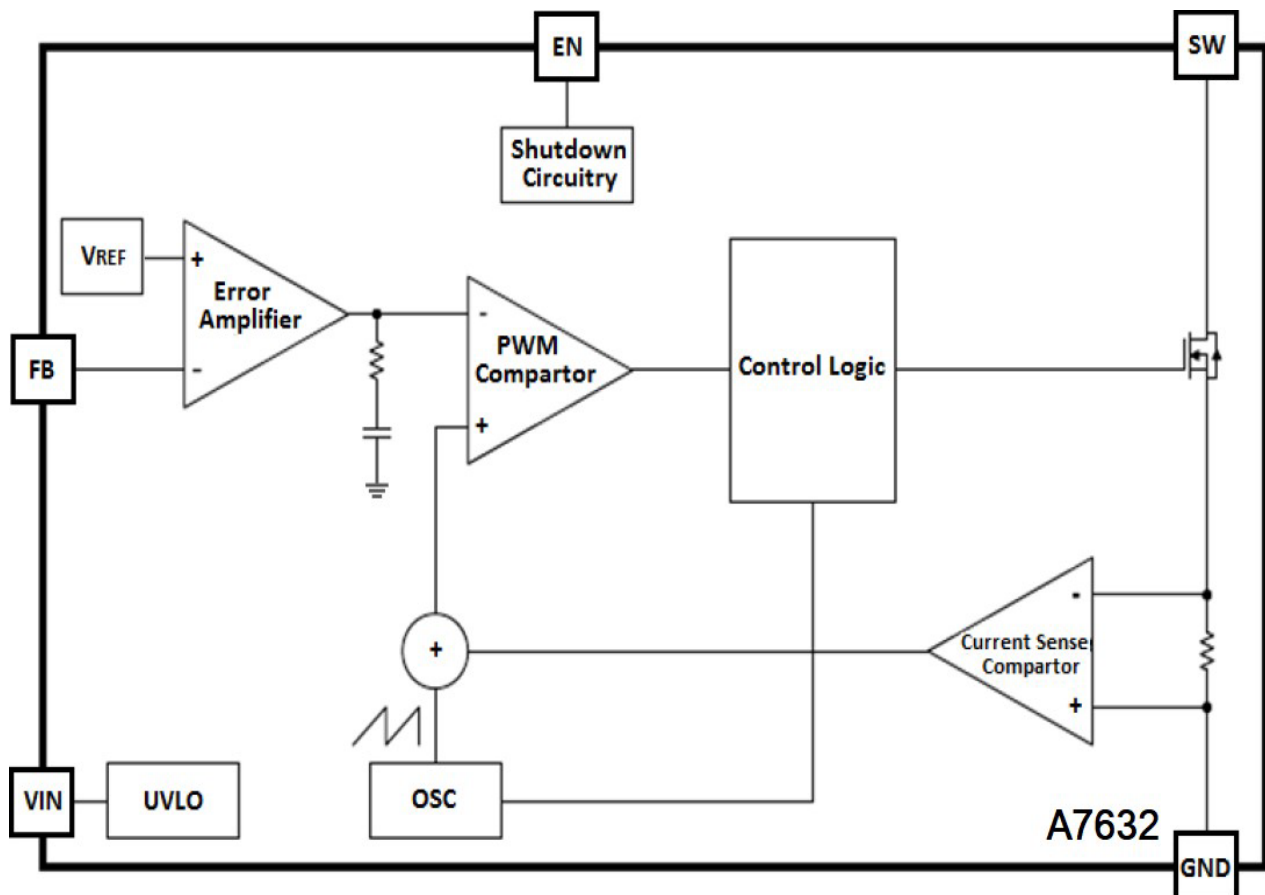 EN
SW
Shutdown
Circuitry
VREF
+
Error
Amplifier
-
FB
-
PWM
Compartor
+
Control Logic
-
Current Sense
Compartor
+
+
VIN
UVLO
OSC
A7632
GND